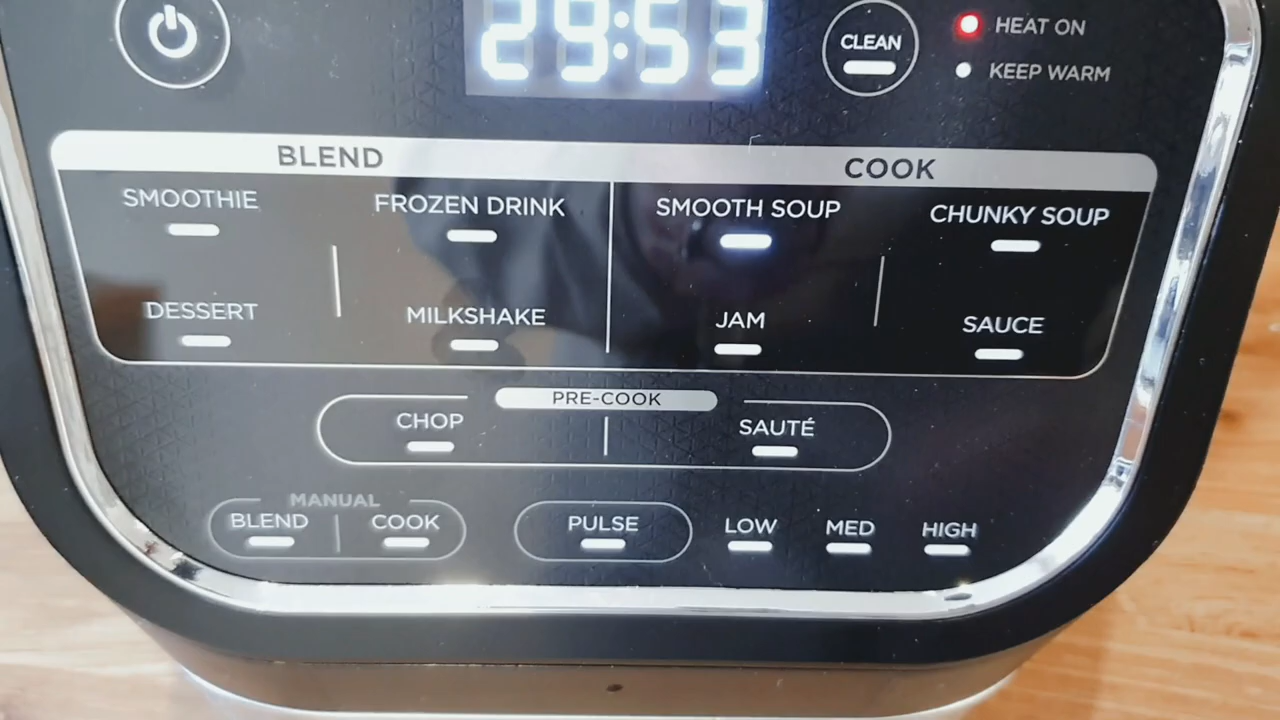 29:53
CLEAN
HEAT ON
KEEP WARM
BLEND
COOK
SMOOTHIE
FROZEN DRINK
SMOOTH SOUP
CHUNKY SOUP
DESSERT
MILKSHAKE
JAM
SAUCE
PRE-COOK
CHOP
SAUTÉ
MANUAL
BLEND
COOK
PULSE
LOW
MED
HIGH